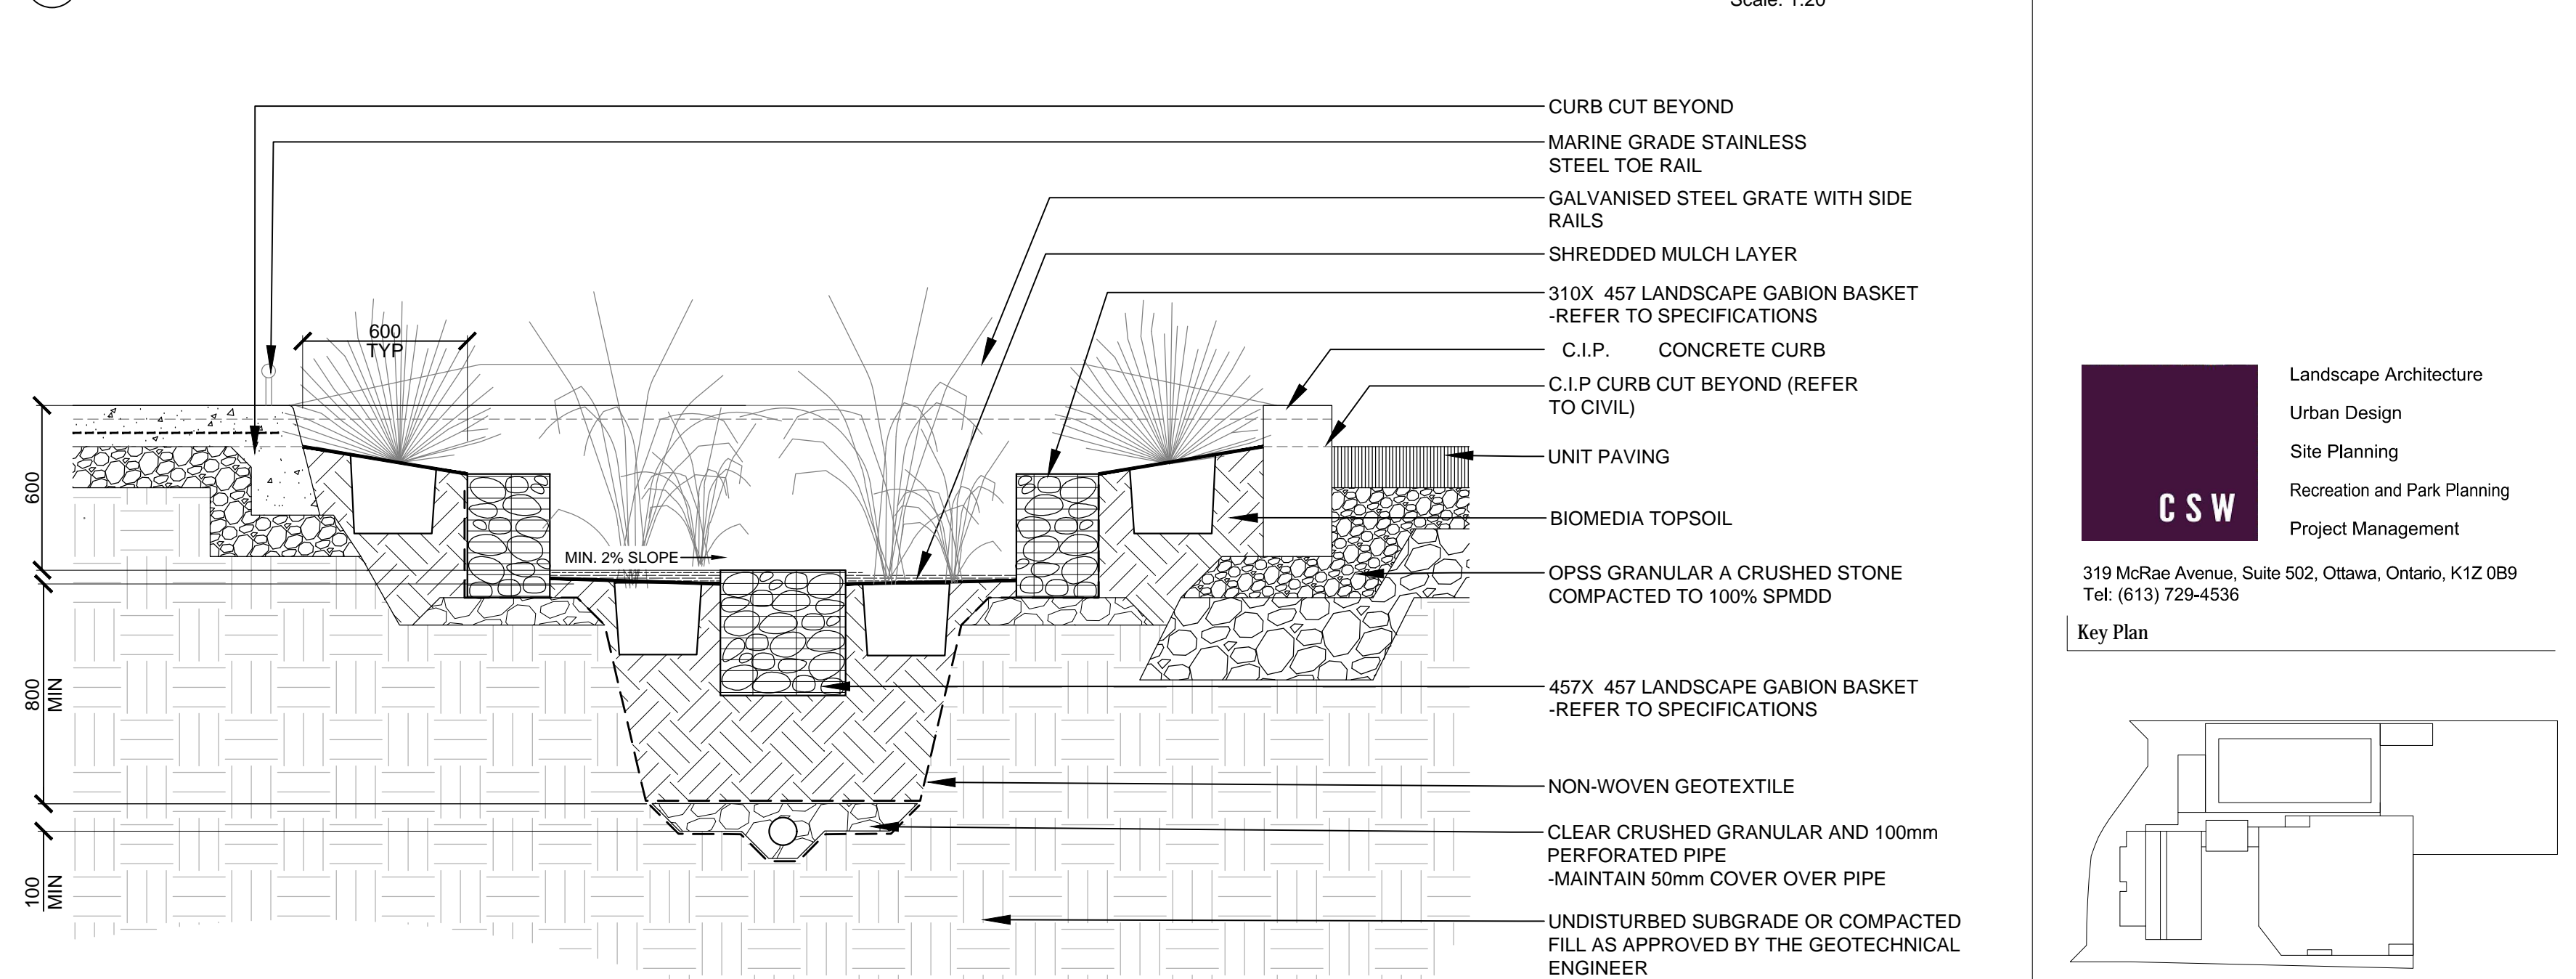 Scale: 1:20
CURB CUT BEYOND
MARINE GRADE STAINLESS
STEEL TOE RAIL
GALVANISED STEEL GRATE WITH SIDE
RAILS
SHREDDED MULCH LAYER
310X 457 LANDSCAPE GABION BASKET
-REFER TO SPECIFICATIONS
C.I.P. CONCRETE CURB
C.I.P CURB CUT BEYOND (REFER
TO CIVIL)
UNIT PAVING
BIOMEDIA TOPSOIL
OPSS GRANULAR A CRUSHED STONE
COMPACTED TO 100% SPMDD
457X 457 LANDSCAPE GABION BASKET
-REFER TO SPECIFICATIONS
NON-WOVEN GEOTEXTILE
CLEAR CRUSHED GRANULAR AND 100mm
PERFORATED PIPE
-MAINTAIN 50mm COVER OVER PIPE
UNDISTURBED SUBGRADE OR COMPACTED
FILL AS APPROVED BY THE GEOTECHNICAL
ENGINEER
600
TYP
MIN. 2% SLOPE
600
800
MIN
100
MIN
CSW
Landscape Architecture
Urban Design
Site Planning
Recreation and Park Planning
Project Management
319 McRae Avenue, Suite 502, Ottawa, Ontario, K1Z 0B9
Tel: (613) 729-4536
Key Plan